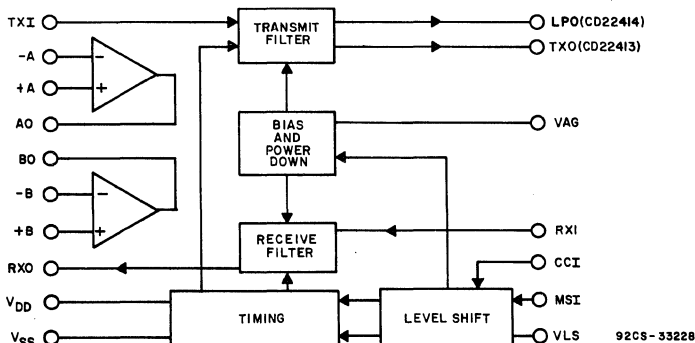 TXI
TRANSMIT
FILTER
LPO(CD22414)
TXO(CD22413)
-A
-
+A
+
AO
BIAS
AND
POWER
DOWN
VAG
BO
-B
-
+B
+
RECEIVE
FILTER
RXI
RXO
CCI
VDD
TIMING
LEVEL SHIFT
MSI
VSS
VLS
92CS-33228